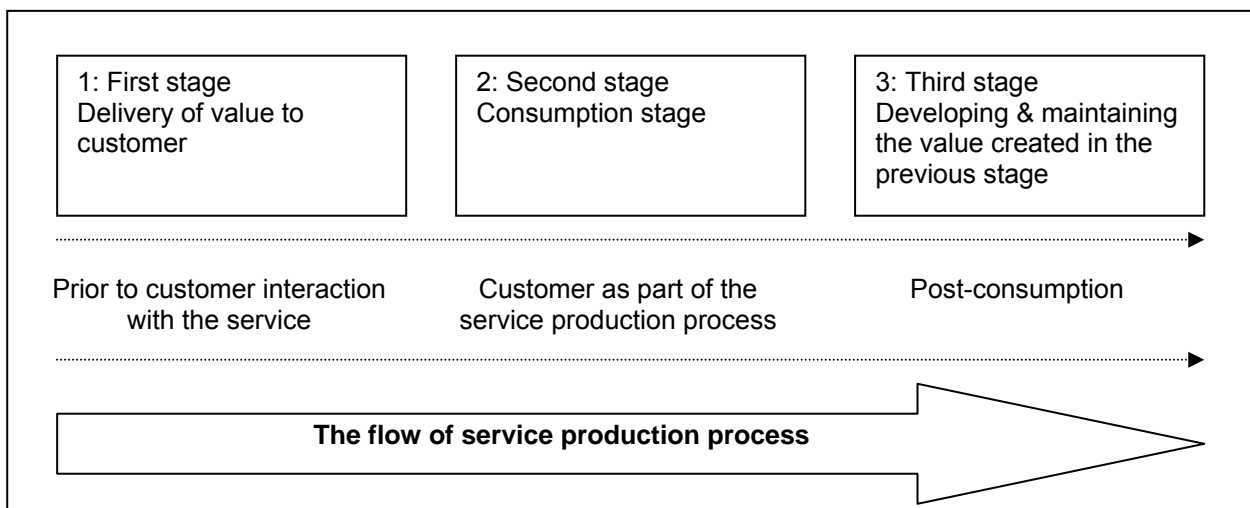 1: First stage
Delivery of value to
customer
2: Second stage
Consumption stage
3: Third stage
Developing & maintaining
the value created in the
previous stage
Prior to customer interaction
with the service
Customer as part of the
service production process
Post-consumption
The flow of service production process